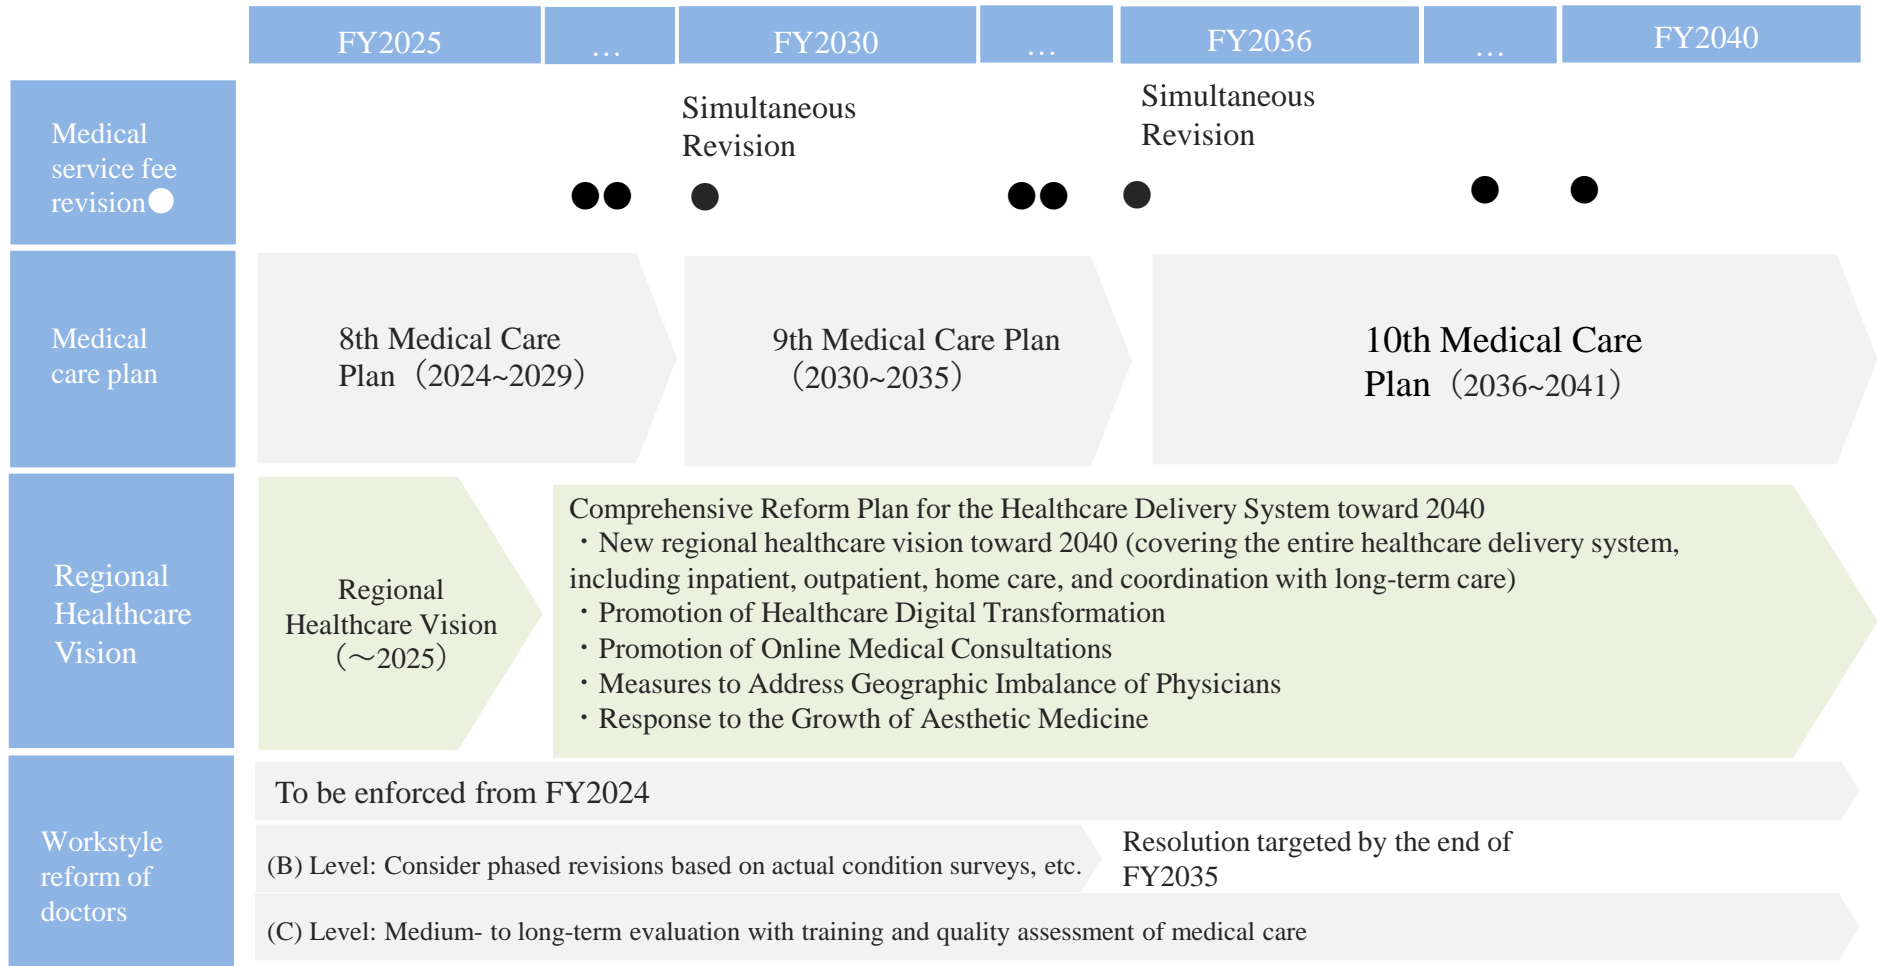 FY2025 … FY2030 … FY2036 … FY2040
Medical
service fee
revision
Simultaneous
Revision
Simultaneous
Revision
Medical
care plan
8th Medical Care
Plan（2024~2029）
9th Medical Care Plan
（2030~2035）
10th Medical Care
Plan（2036~2041）
Regional
Healthcare
Vision
Regional
Healthcare Vision
（～2025）
Comprehensive Reform Plan for the Healthcare Delivery System toward 2040
・New regional healthcare vision toward 2040 (covering the entire healthcare delivery system,
including inpatient, outpatient, home care, and coordination with long-term care)
・Promotion of Healthcare Digital Transformation
・Promotion of Online Medical Consultations
・Measures to Address Geographic Imbalance of Physicians
・Response to the Growth of Aesthetic Medicine
Workstyle
reform of
doctors
To be enforced from FY2024
(B) Level: Consider phased revisions based on actual condition surveys, etc.
Resolution targeted by the end of
FY2035
(C) Level: Medium- to long-term evaluation with training and quality assessment of medical care